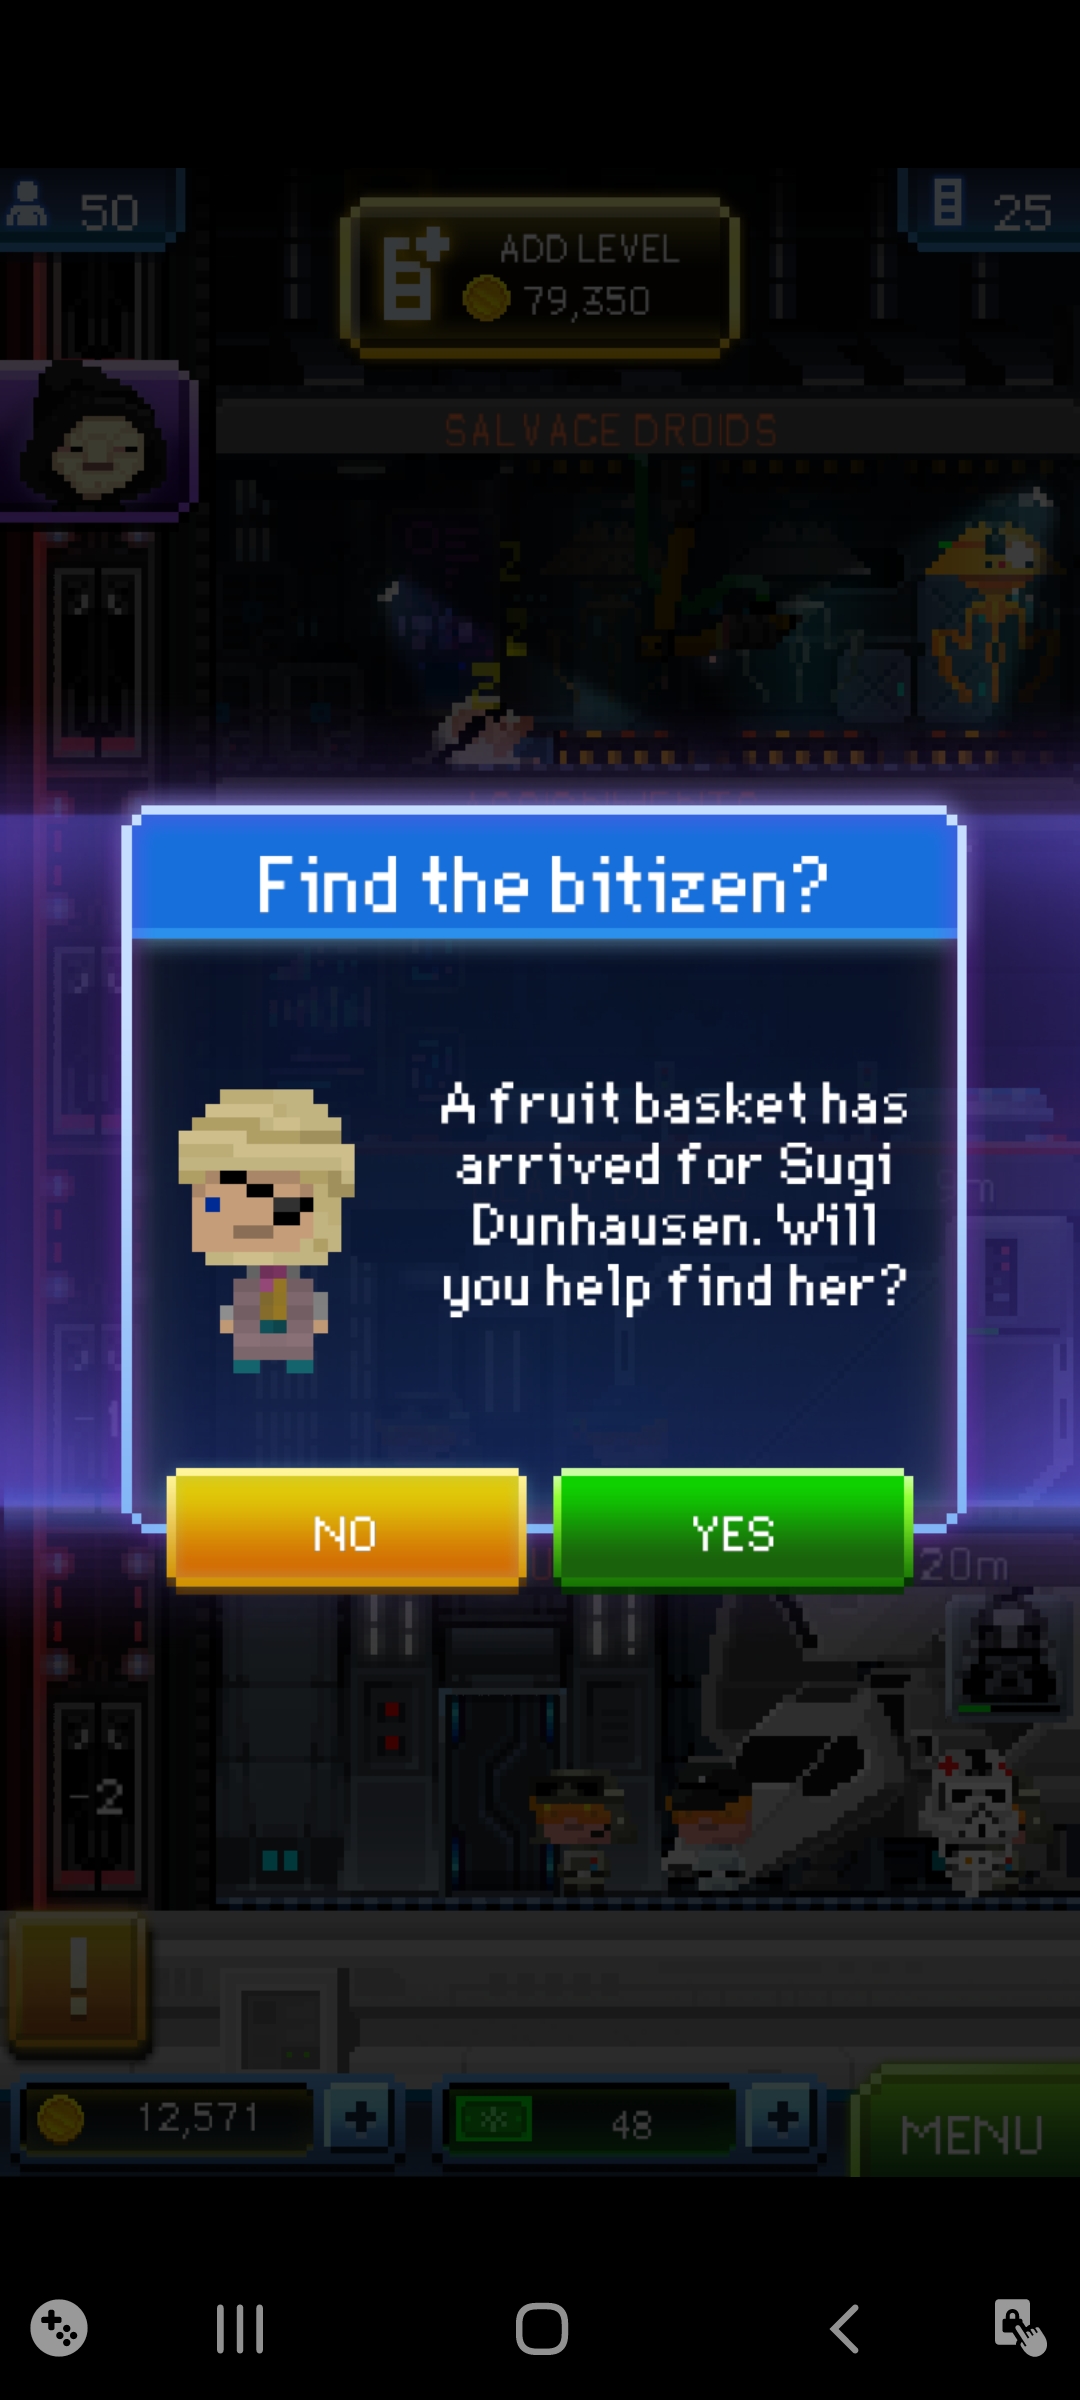 50
ADD LEVEL
79,350
25
SALVAGE DROIDS
Find the bitizen?
A fruit basket has
arrived for Sugi
Dunhausen. Will
you help find her?
NO
YES
20m
-2
!
12,571
+
48
+
MENU